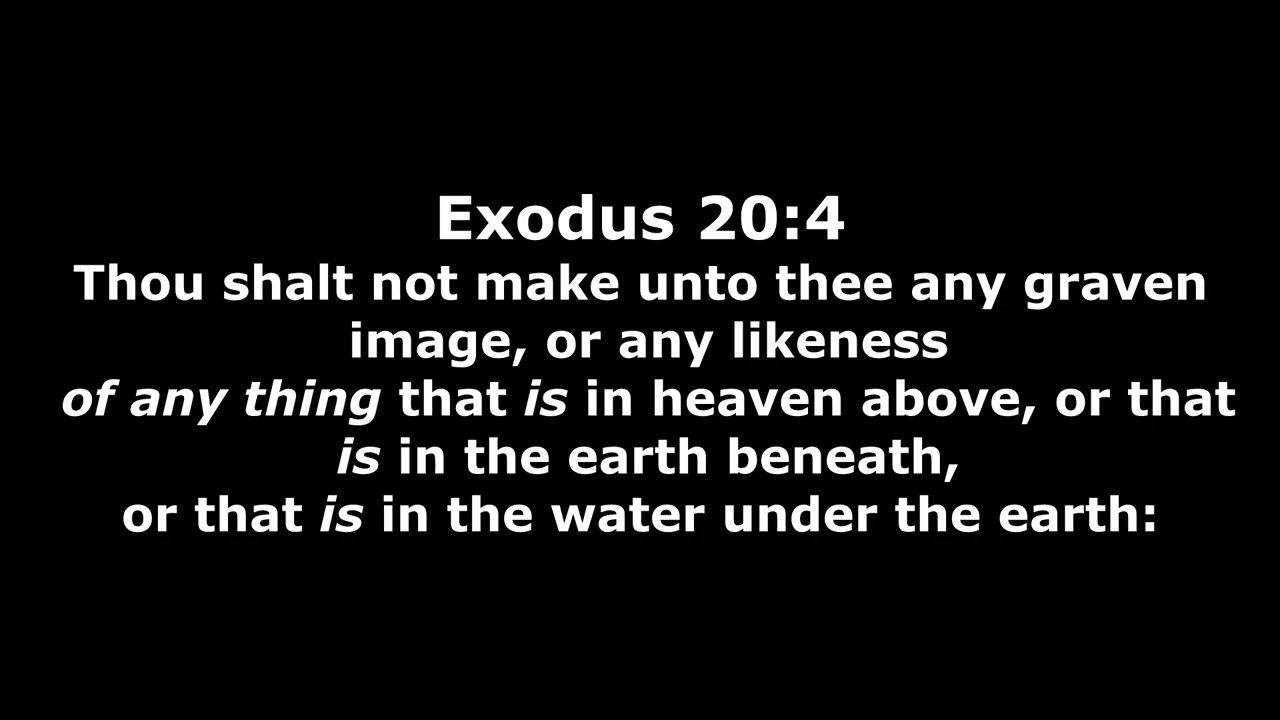 Exodus 20:4
Thou shalt not make unto thee any graven
image, or any likeness
of any thing that is in heaven above, or that
is in the earth beneath,
or that is in the water under the earth: